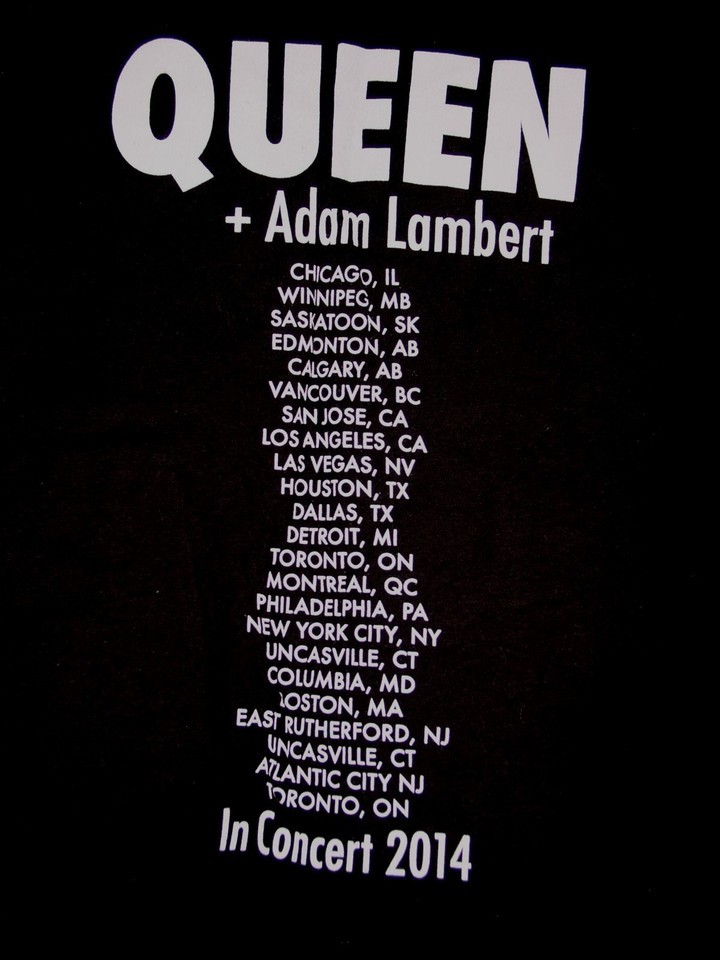 QUEEN
+ Adam Lambert
CHICAGO, IL
WINNIPEG, MB
SASKATOON, SK
EDMONTON, AB
CALGARY, AB
VANCOUVER, BC
SAN JOSE, CA
LOS ANGELES, CA
LAS VEGAS, NV
HOUSTON, TX
DALLAS, TX
DETROIT, MI
TORONTO, ON
MONTREAL, QC
PHILADELPHIA, PA
NEW YORK CITY, NY
UNCASVILLE, CT
COLUMBIA, MD
BOSTON, MA
EAST RUTHERFORD, NJ
UNCASVILLE, CT
ATLANTIC CITY NJ
TORONTO, ON
In Concert 2014